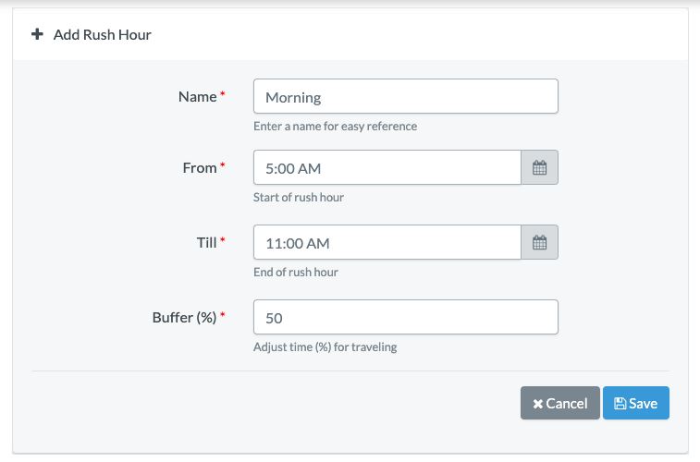 Add Rush Hour
Name *
Morning
Enter a name for easy reference
From *
5:00 AM
Start of rush hour
Till *
11:00 AM
End of rush hour
Buffer (%) *
50
Adjust time (%) for traveling
Cancel
Save